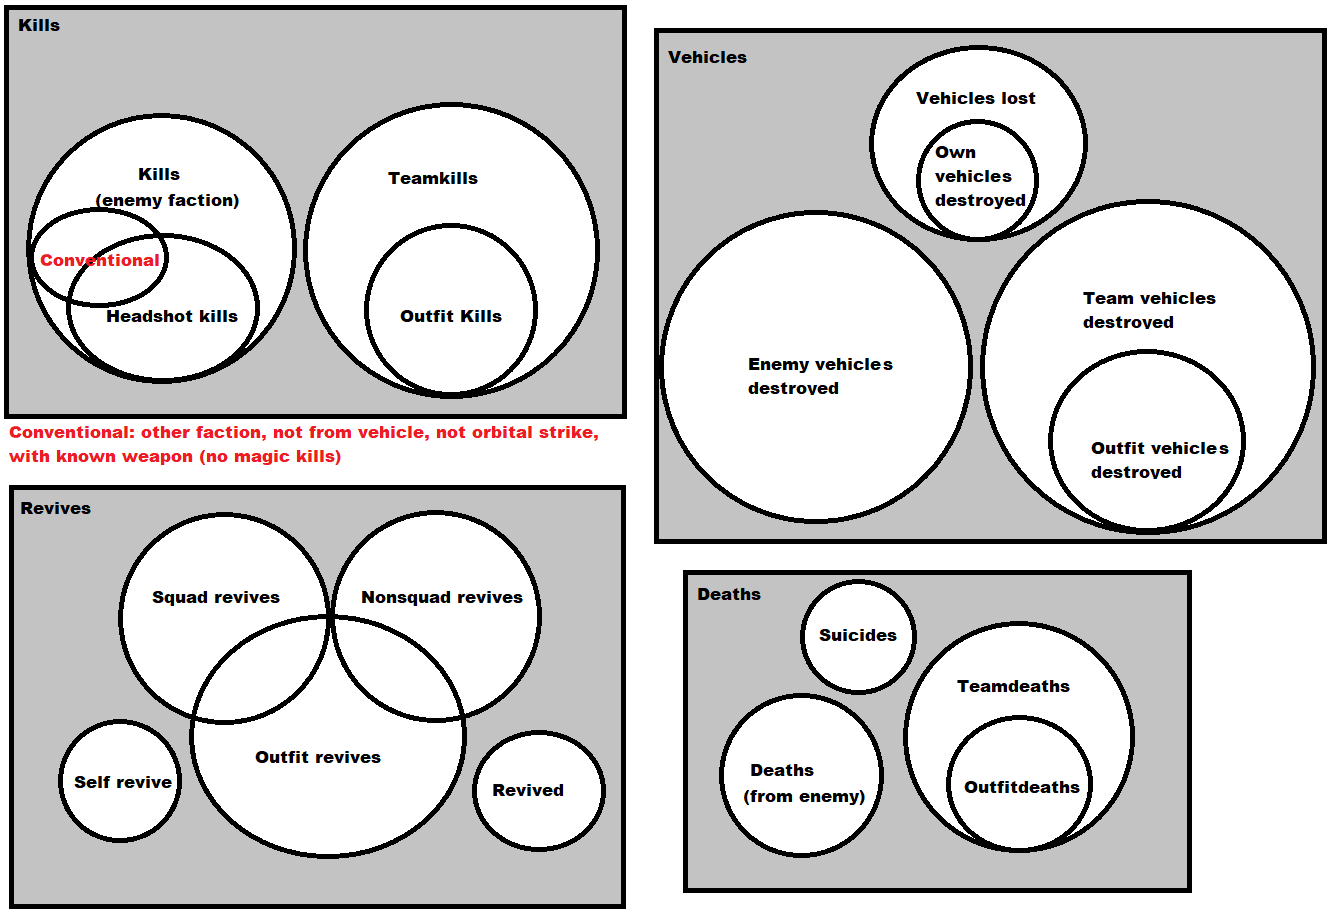 Kills
Kills
(enemy faction)
Conventional
Headshot kills
Teamkills
Outfit Kills
Conventional: other faction, not from vehicle, not orbital strike,
with known weapon (no magic kills)
Vehicles
Vehicles lost
Own
vehicles
destroyed
Enemy vehicles
destroyed
Team vehicles
destroyed
Outfit vehicles
destroyed
Revives
Squad revives
Nonsquad revives
Outfit revives
Self revive
Revived
Deaths
Suicides
Teamdeaths
Deaths
(from enemy)
Outfitdeaths